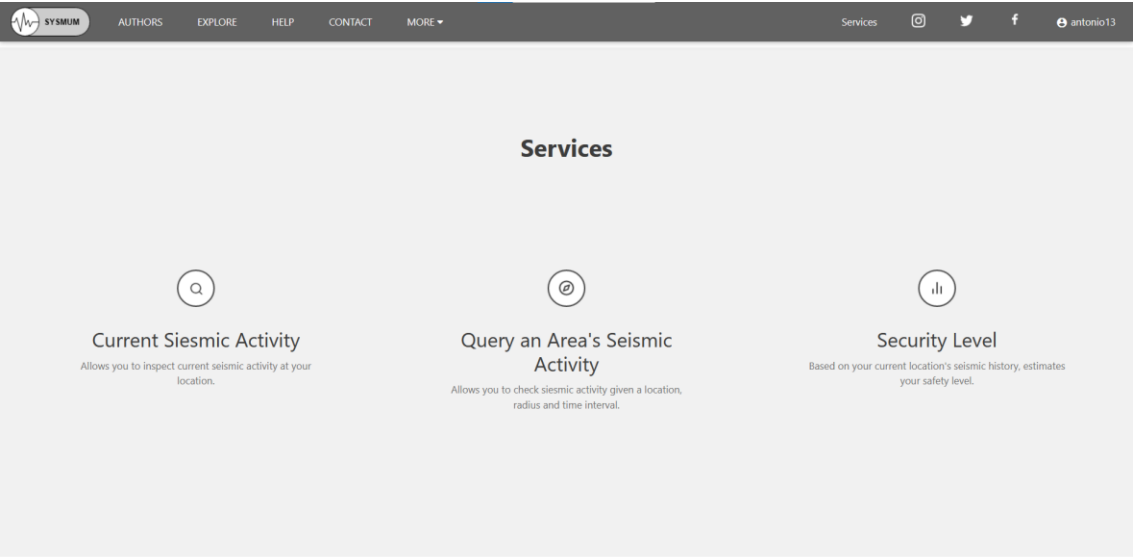 SYSMUM AUTHORS EXPLORE HELP CONTACT MORE Services antonio13
Services
Current Siesmic Activity
Allows you to inspect current seismic activity at your
location.
Query an Area's Seismic
Activity
Allows you to check siesmic activity given a location,
radius and time interval.
Security Level
Based on your current location's seismic history, estimates
your safety level.